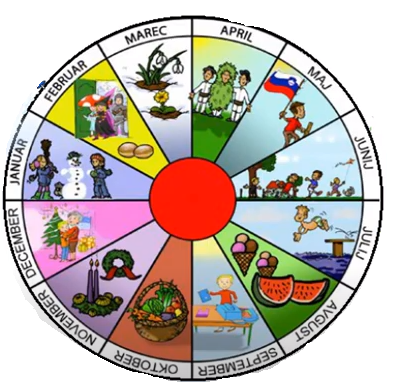 JANUAR
FEBRUAR
MAREC
APRIL
MAJ
JUNIJ
JULIJ
AVGUST
SEPTEMBER
OKTOBER
NOVEMBER
DECEMBER